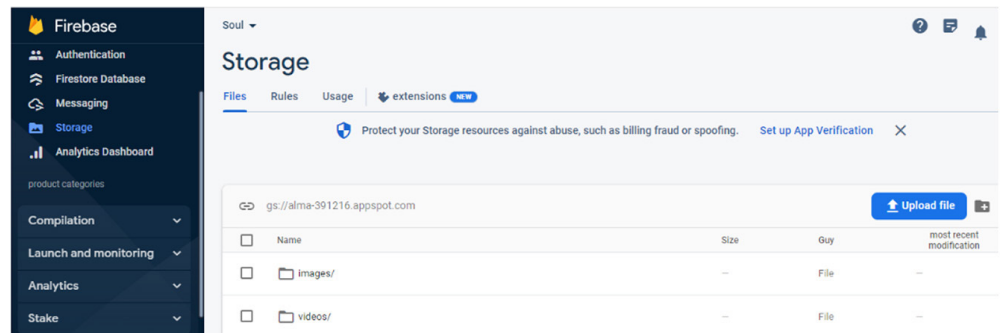 Firebase
Authentication
Firestore Database
Messaging
Storage
Analytics Dashboard
product categories
Compilation
Launch and monitoring
Analytics
Stake
Soul
Storage
Files Rules Usage extensions NEW
Protect your Storage resources against abuse, such as billing fraud or spoofing. Set up App Verification
gs://alma-391216.appspot.com
Upload file
Name Size Guy most recent
modification
images/ — File —
videos/ — File —